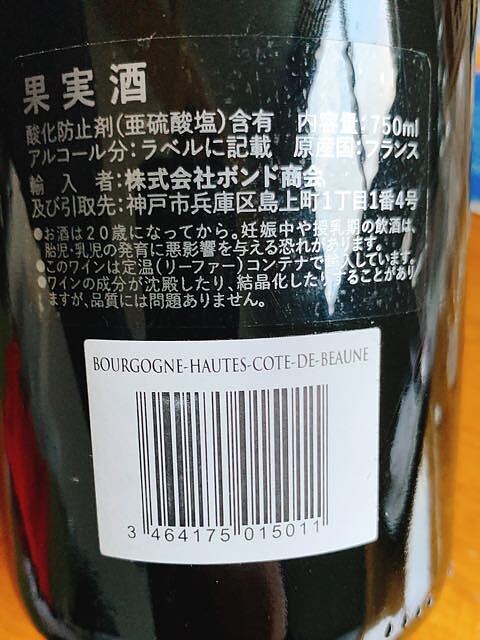 果実酒
酸化防止剤(亜硫酸塩)含有 内容量:750ml
アルコール分:ラベルに記載 原産国:フランス
輸入者:株式会社ボンド商会
及び引取先:神戸市兵庫区島上町1丁目1番4号
●お酒は20歳になってから。妊娠中や授乳期の飲酒は、
胎児・乳児の発育に悪影響を与える恐れがあります。
●このワインは定温(リーファー)コンテナで輸入しています。
●ワインの成分が沈殿したり、結晶化したりすることがあり
ますが、品質には問題ありません。
BOURGOGNE-HAUTES-COTE-DE-BEAUNE
3 464175 015011